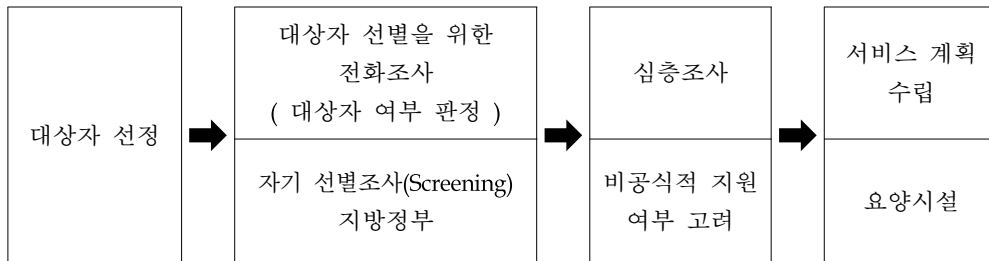 대상자 선정
대상자 선별을 위한
전화조사
( 대상자 여부 판정 )
자기 선별조사(Screening)
지방정부
심층조사
비공식적 지원
여부 고려
서비스 계획
수립
요양시설